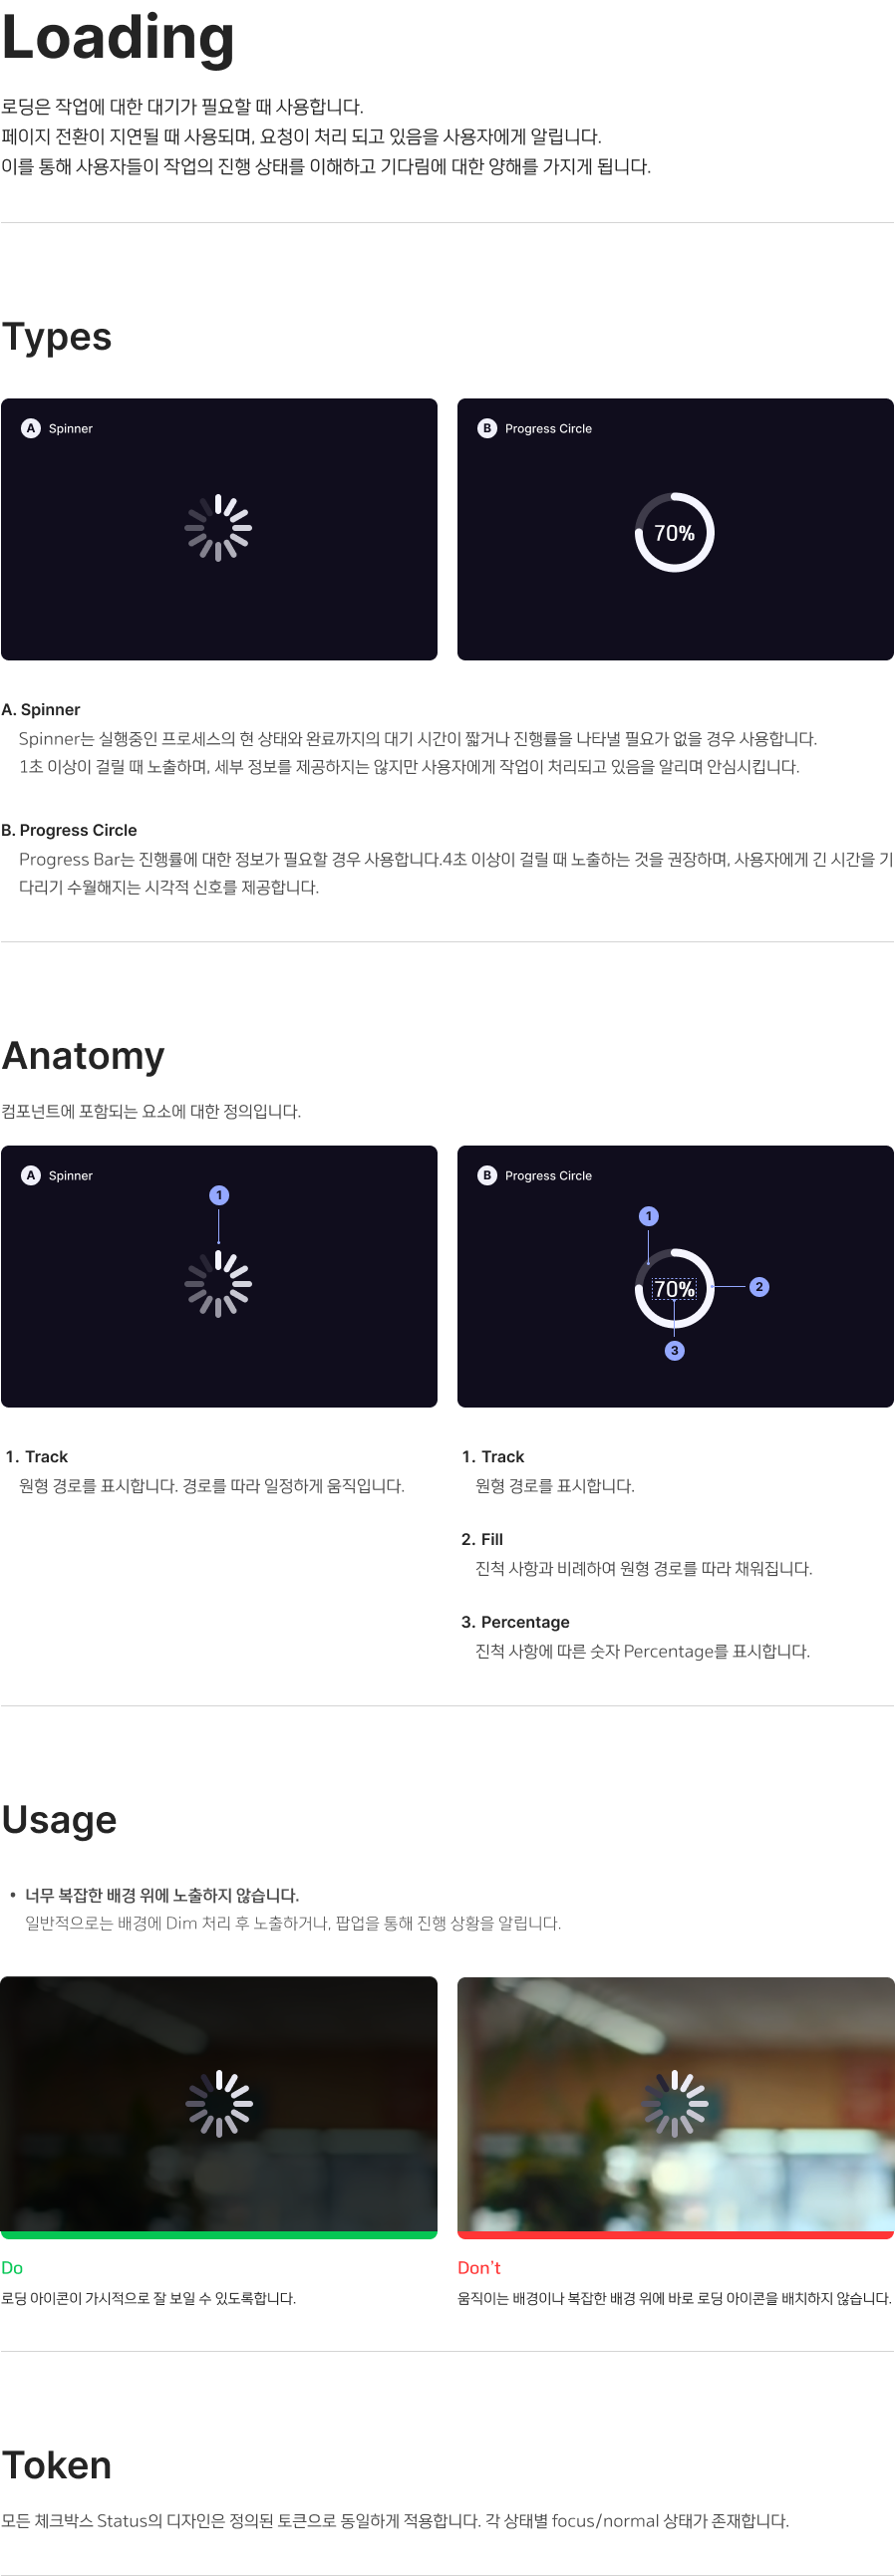 Loading
로딩은 작업에 대한 대기가 필요할 때 사용합니다.
페이지 전환이 지연될 때 사용되며, 요청이 처리 되고 있음을 사용자에게 알립니다.
이를 통해 사용자들이 작업의 진행 상태를 이해하고 기다림에 대한 양해를 가지게 됩니다.
Types
A Spinner
B Progress Circle
70%
A. Spinner
Spinner는 실행중인 프로세스의 현 상태와 완료까지의 대기 시간이 짧거나 진행률을 나타낼 필요가 없을 경우 사용합니다.
1초 이상이 걸릴 때 노출하며, 세부 정보를 제공하지는 않지만 사용자에게 작업이 처리되고 있음을 알리며 안심시킵니다.
B. Progress Circle
Progress Bar는 진행률에 대한 정보가 필요할 경우 사용합니다.4초 이상이 걸릴 때 노출하는 것을 권장하며, 사용자에게 긴 시간을 기
다리기 수월해지는 시각적 신호를 제공합니다.
Anatomy
컴포넌트에 포함되는 요소에 대한 정의입니다.
A Spinner
1
B Progress Circle
1
70%
2
3
1. Track
원형 경로를 표시합니다. 경로를 따라 일정하게 움직입니다.
1. Track
원형 경로를 표시합니다.
2. Fill
진척 사항과 비례하여 원형 경로를 따라 채워집니다.
3. Percentage
진척 사항에 따른 숫자 Percentage를 표시합니다.
Usage
• 너무 복잡한 배경 위에 노출하지 않습니다.
일반적으로는 배경에 Dim 처리 후 노출하거나, 팝업을 통해 진행 상황을 알립니다.
Do
로딩 아이콘이 가시적으로 잘 보일 수 있도록합니다.
Don't
움직이는 배경이나 복잡한 배경 위에 바로 로딩 아이콘을 배치하지 않습니다.
Token
모든 체크박스 Status의 디자인은 정의된 토큰으로 동일하게 적용합니다. 각 상태별 focus/normal 상태가 존재합니다.